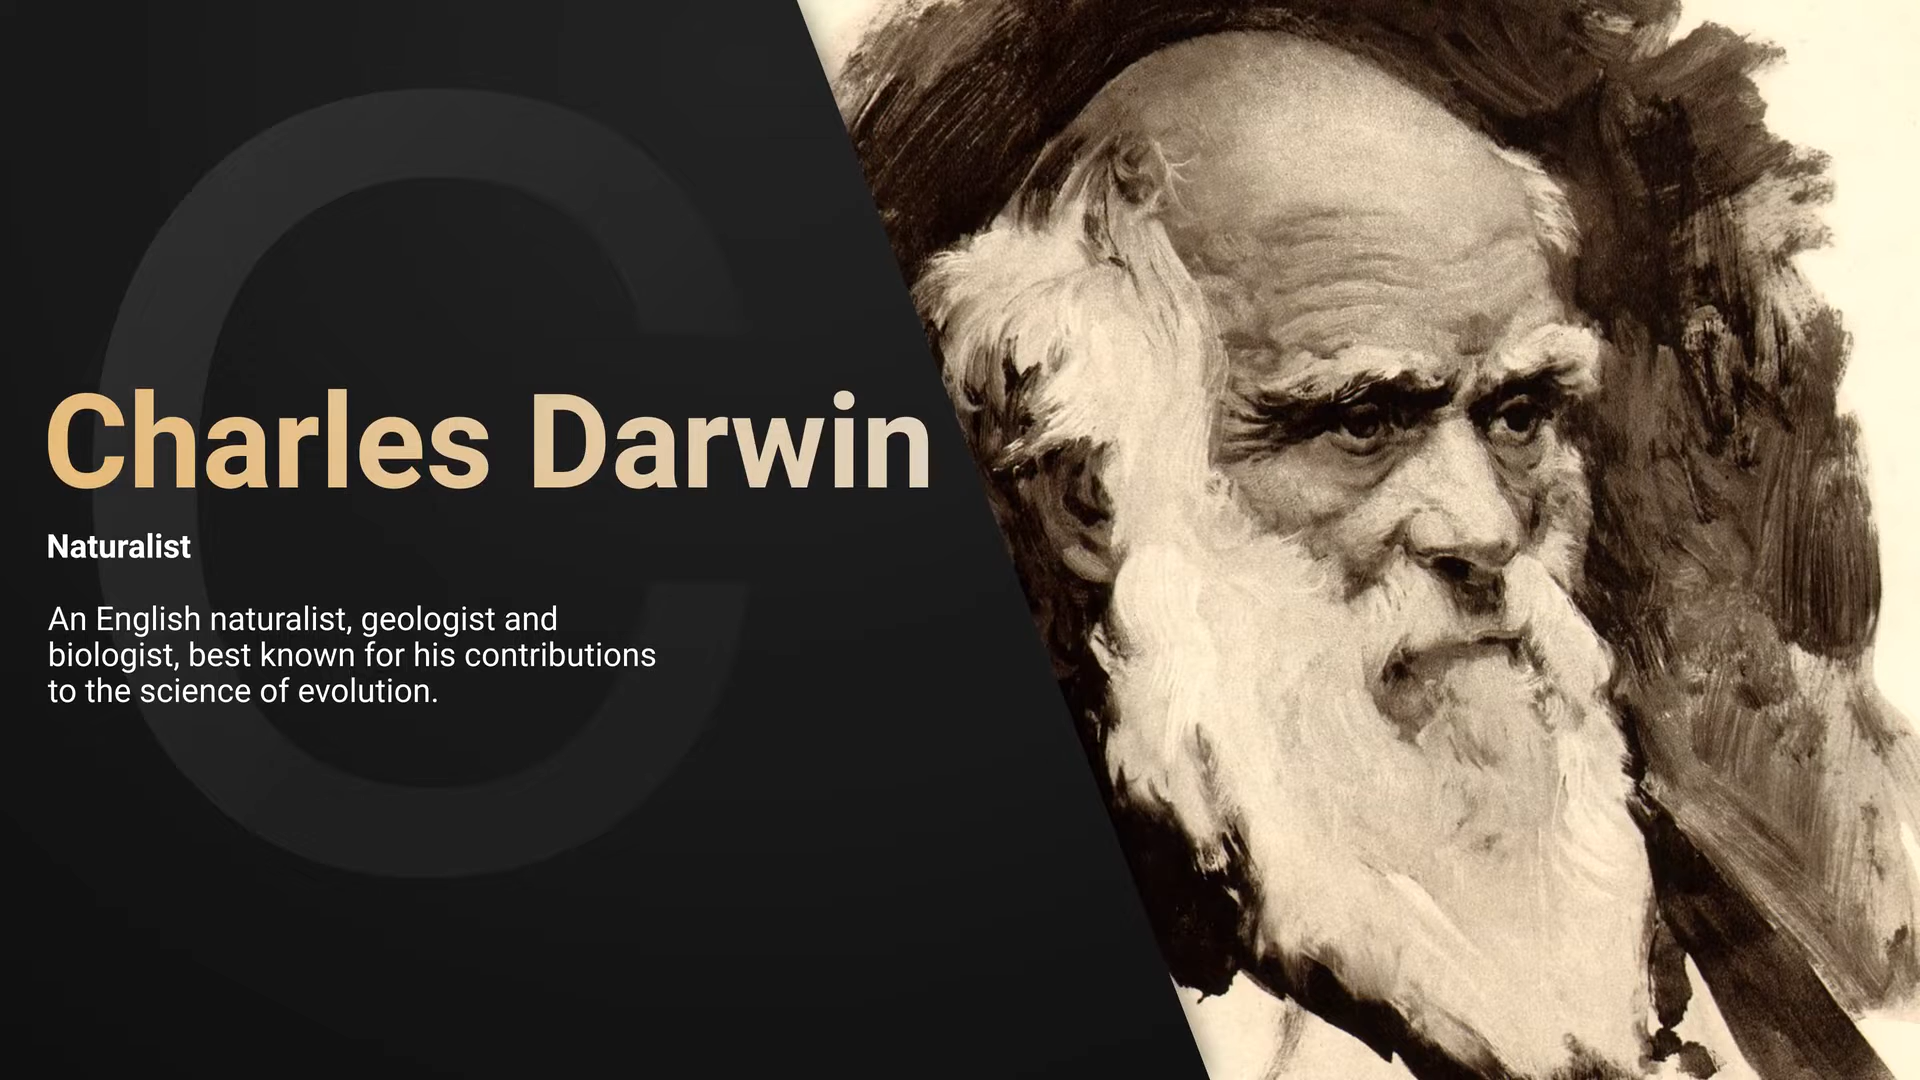 Charles Darwin
Naturalist
An English naturalist, geologist and
biologist, best known for his contributions
to the science of evolution.